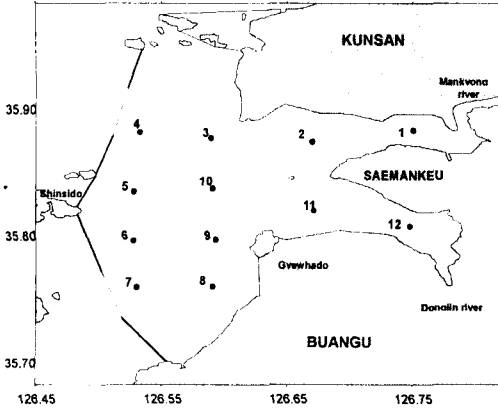 KUNSAN
Mankyong
river
35.90
4
3
2
1
SAEMANKEU
Shinsido
5
10
11
12
35.80
6
9
Gyewhado
7
8
Dongjin river
BUANGU
35.70
126.45
126.55
126.65
126.75